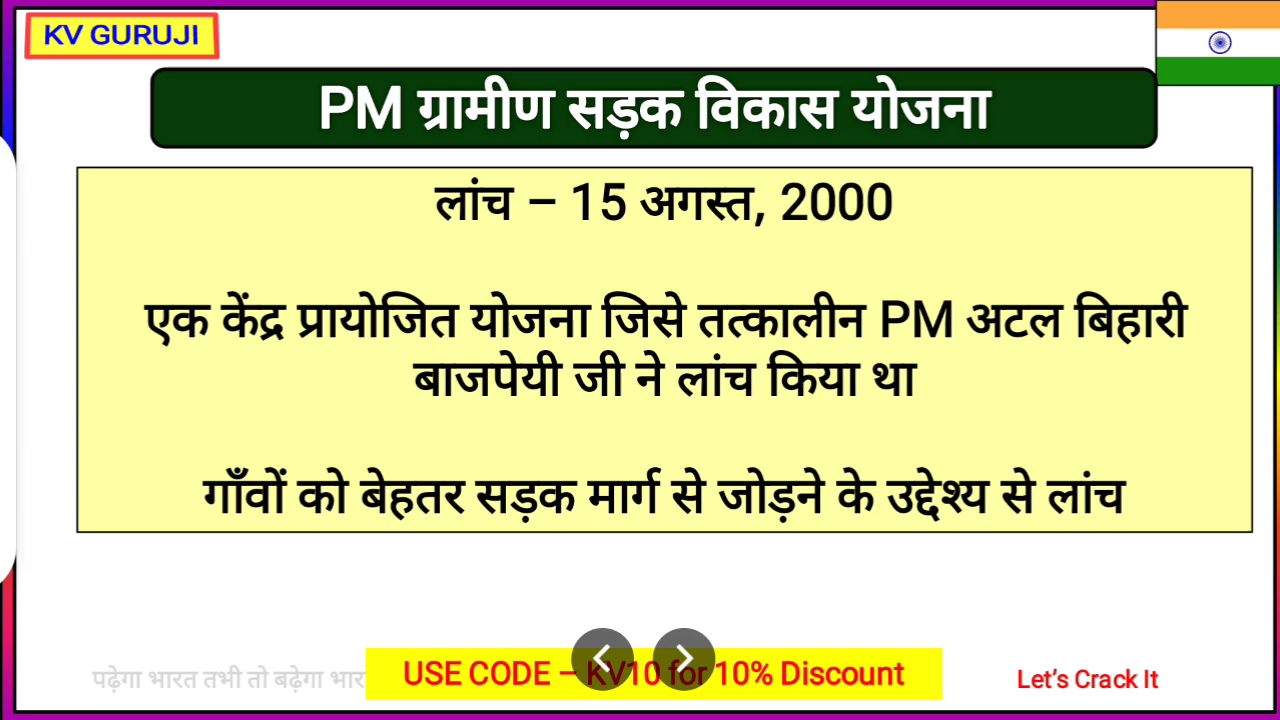 KV GURUJI
PM ग्रामीण सड़क विकास योजना
लांच – 15 अगस्त, 2000
एक केंद्र प्रायोजित योजना जिसे तत्कालीन PM अटल बिहारी
बाजपेयी जी ने लांच किया था
गाँवों को बेहतर सड़क मार्ग से जोड़ने के उद्देश्य से लांच
पढ़ेगा भारत तभी तो बढ़ेगा भार
USE CODE – KV10 for 10% Discount
Let’s Crack It